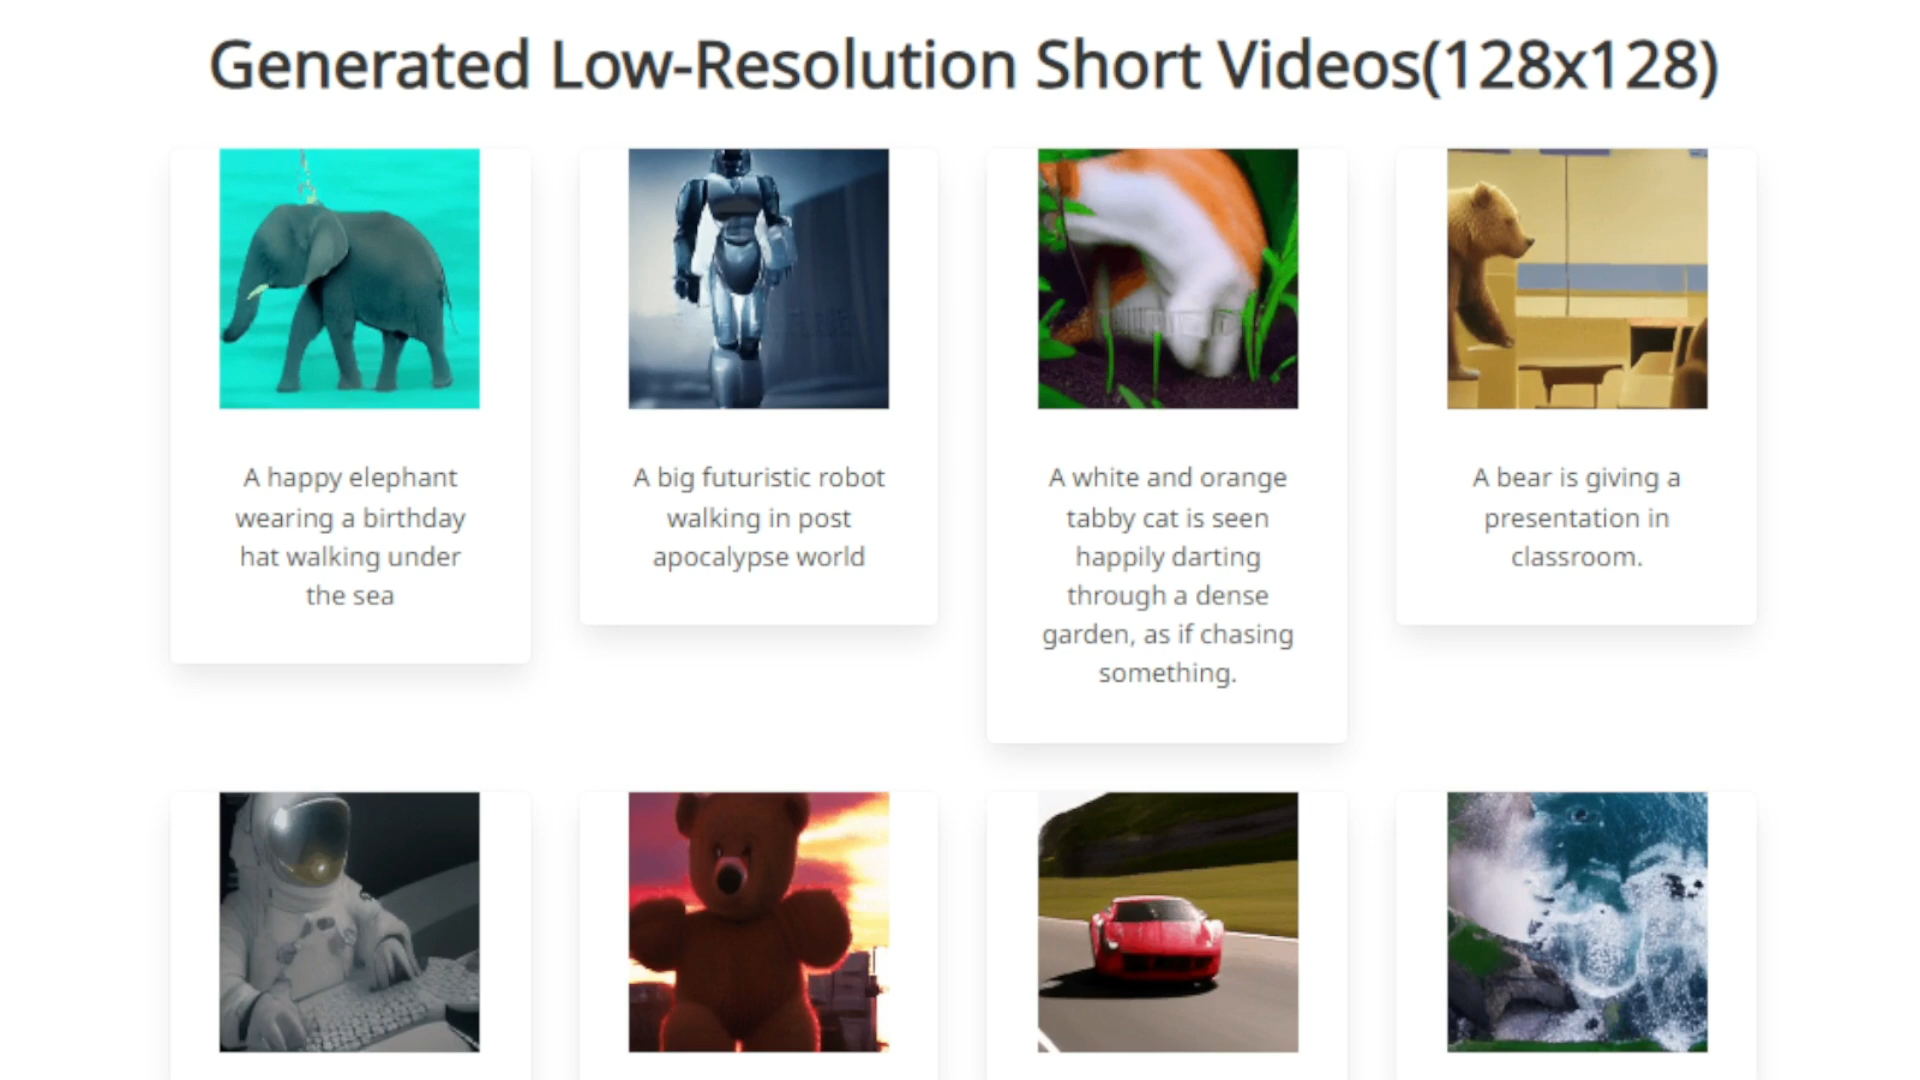 Generated Low-Resolution Short Videos(128x128)
A happy elephant
wearing a birthday
hat walking under
the sea
A big futuristic robot
walking in post
apocalypse world
A white and orange
tabby cat is seen
happily darting
through a dense
garden, as if chasing
something.
A bear is giving a
presentation in
classroom.